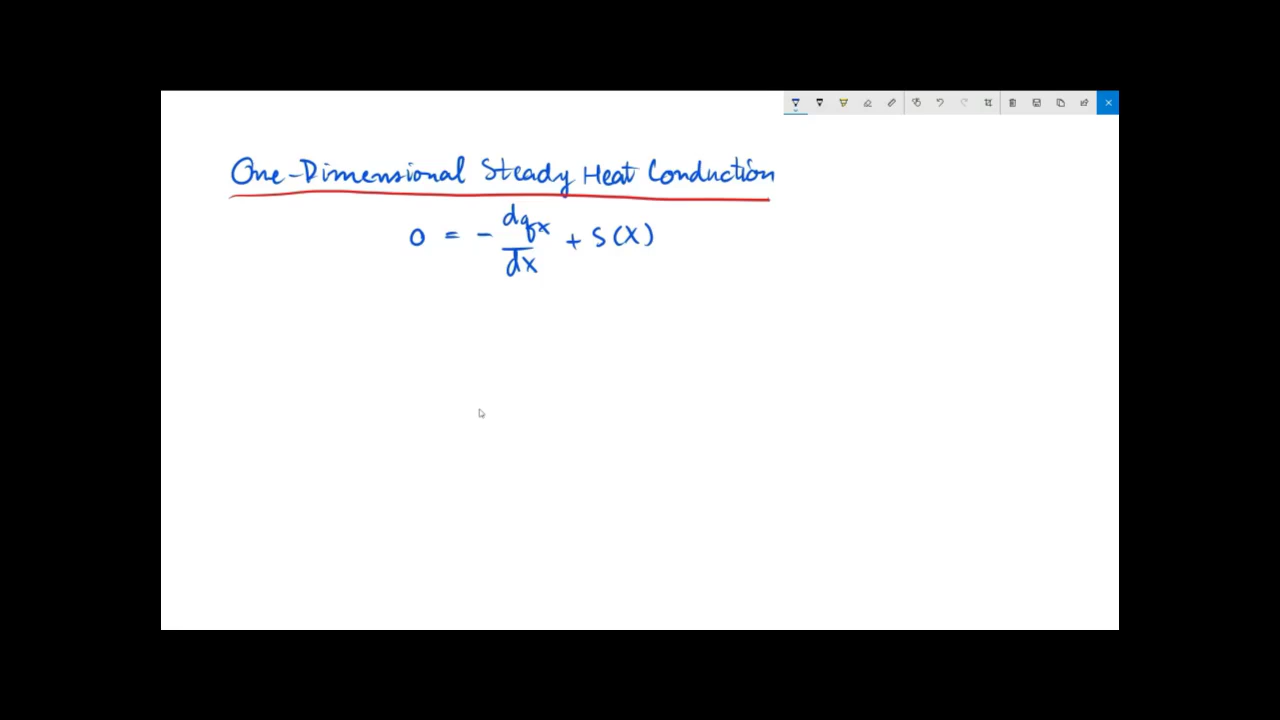 One-Dimensional Steady Heat Conduction
0 = - dqx/dx + S(X)